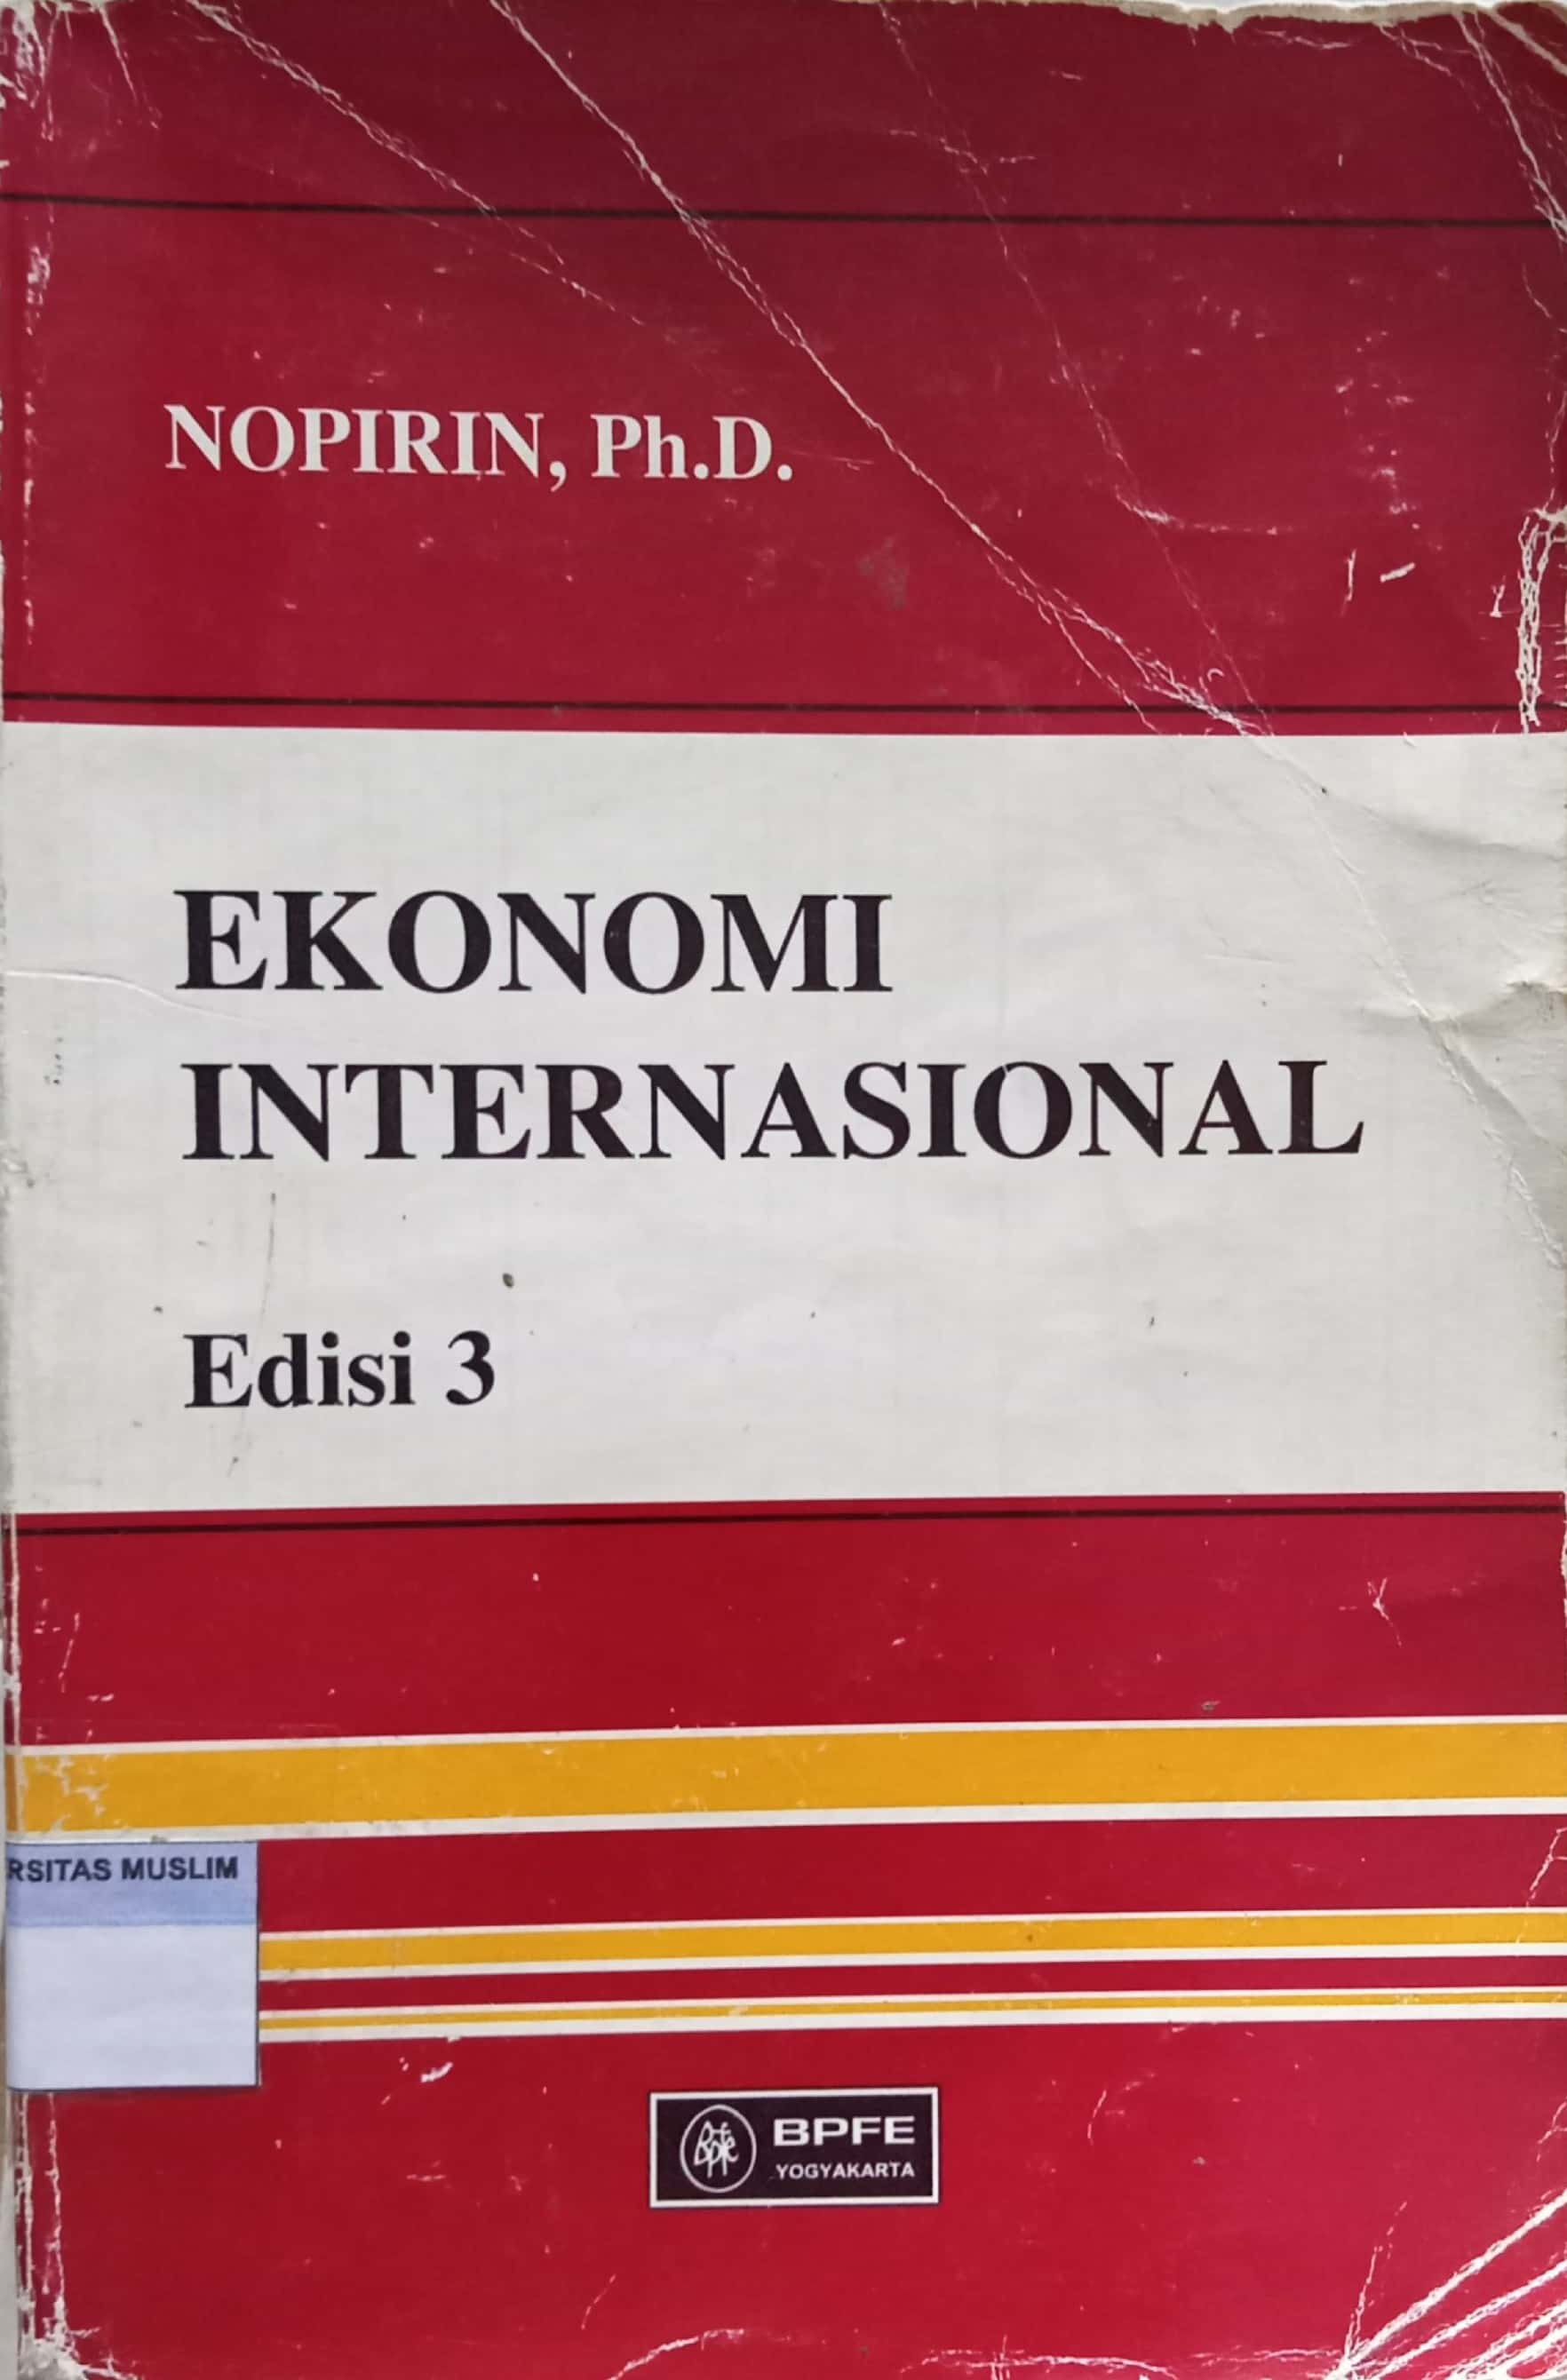 NOPIRIN, Ph.D.
EKONOMI
INTERNASIONAL
Edisi 3
RSITAS MUSLIM
BPFE
YOGYAKARTA